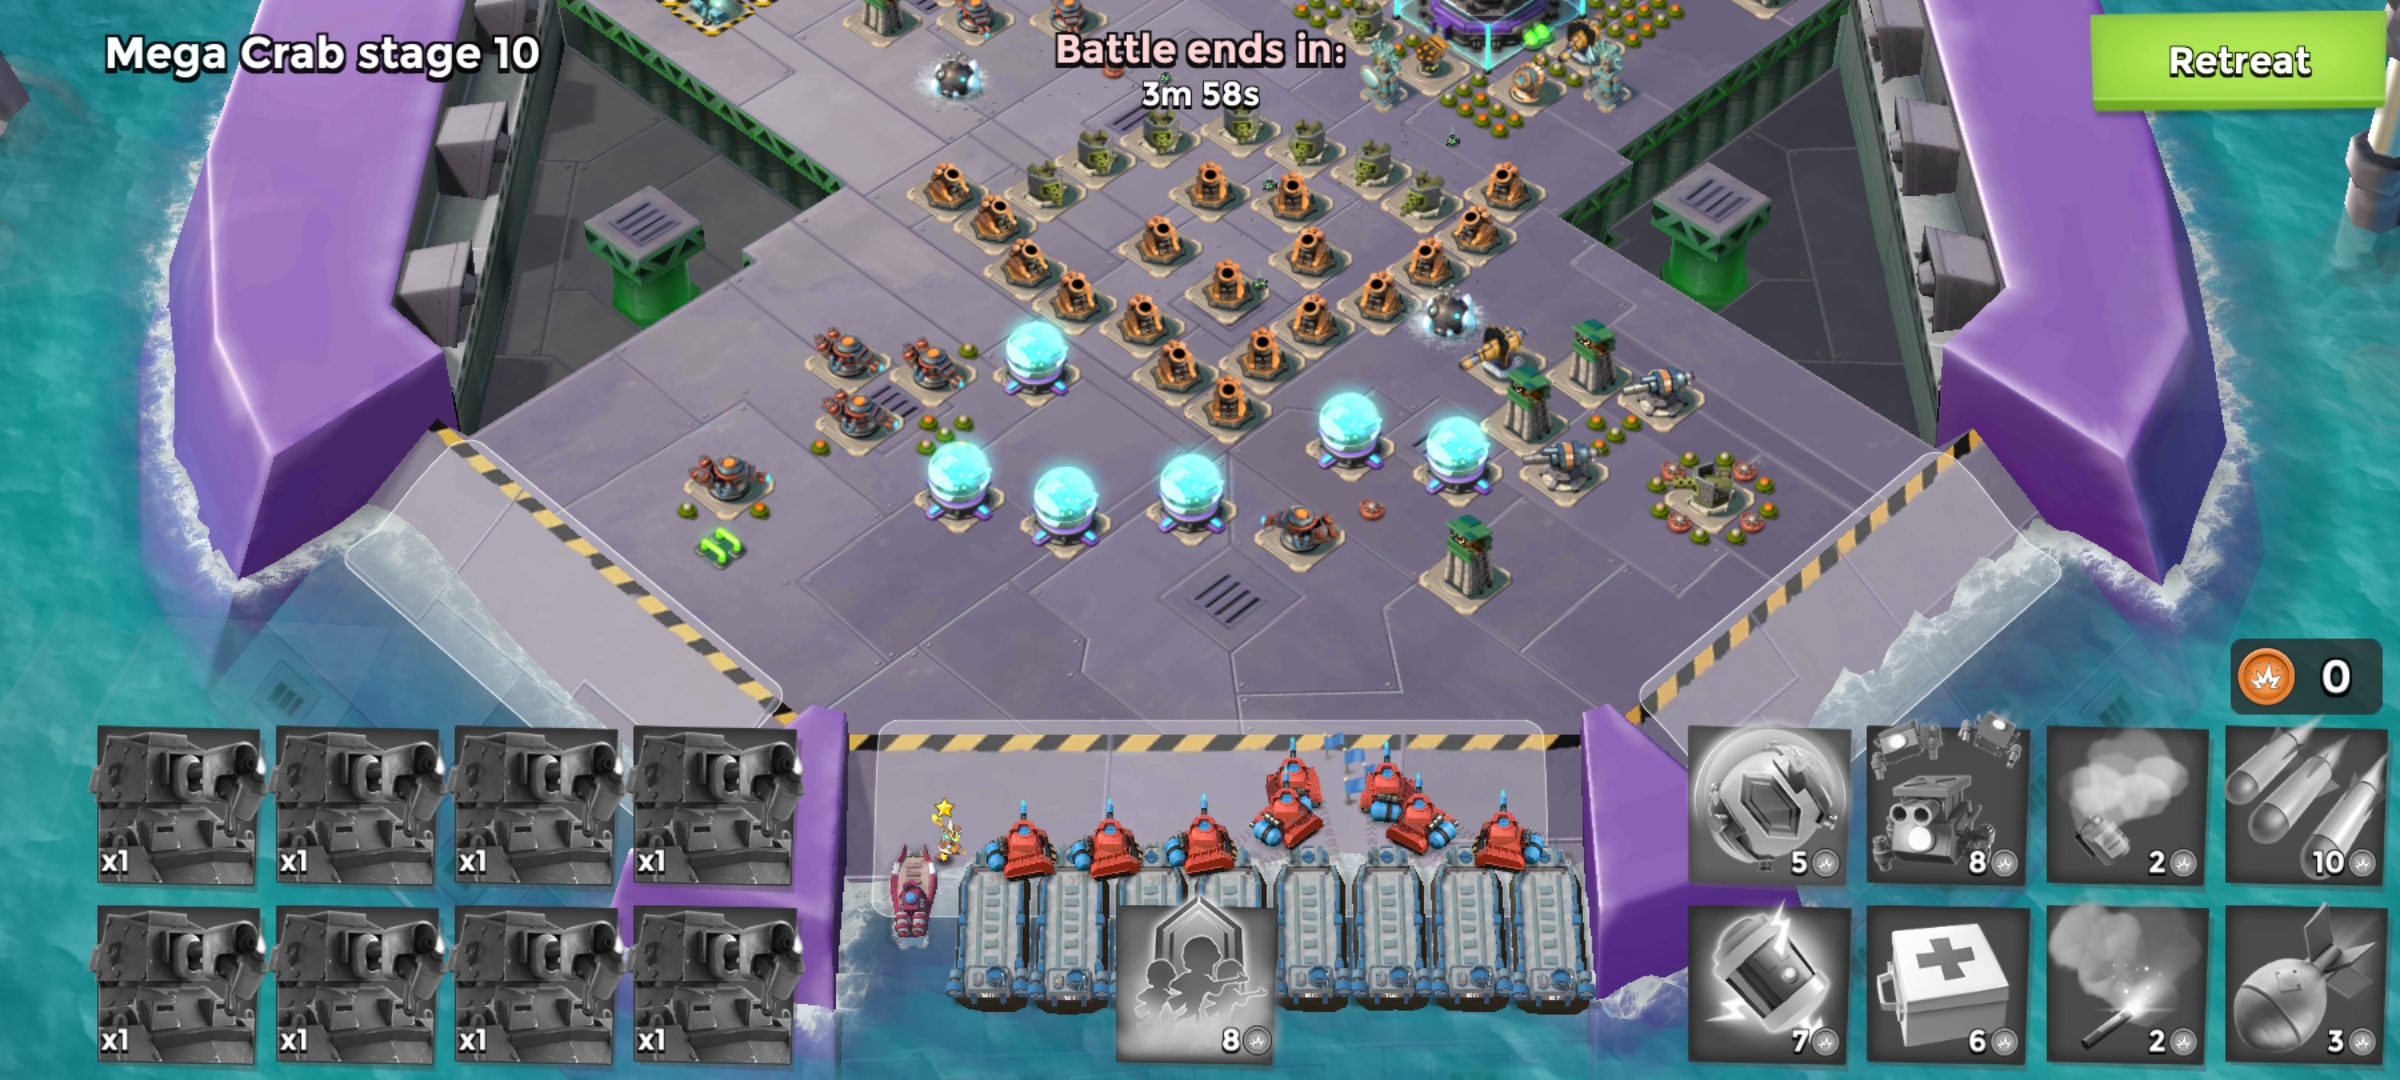 Mega Crab stage 10
Battle ends in:
3m 58s
Retreat
0
x1
x1
x1
x1
5
8
2
10
x1
x1
x1
x1
8
7
6
2
3